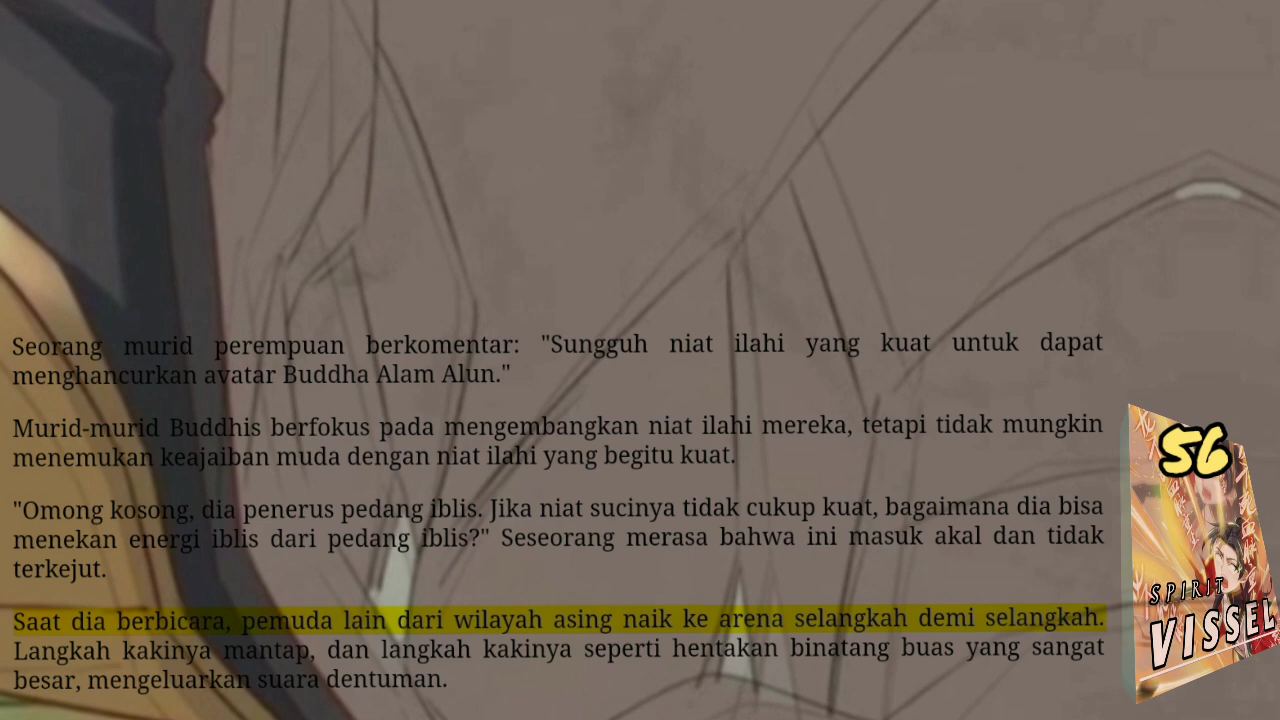 Seorang murid perempuan berkomentar: "Sungguh niat ilahi yang kuat untuk dapat
menghancurkan avatar Buddha Alam Alun."
Murid-murid Buddhis berfokus pada mengembangkan niat ilahi mereka, tetapi tidak mungkin
menemukan keajaiban muda dengan niat ilahi yang begitu kuat.
"Omong kosong, dia penerus pedang iblis. Jika niat sucinya tidak cukup kuat, bagaimana dia bisa
menekan energi iblis dari pedang iblis?" Seseorang merasa bahwa ini masuk akal dan tidak
terkejut.
Saat dia berbicara, pemuda lain dari wilayah asing naik ke arena selangkah demi selangkah.
Langkah kakinya mantap, dan langkah kakinya seperti hentakan binatang buas yang sangat
besar, mengeluarkan suara dentuman.
56
SPIRIT
VISSEL